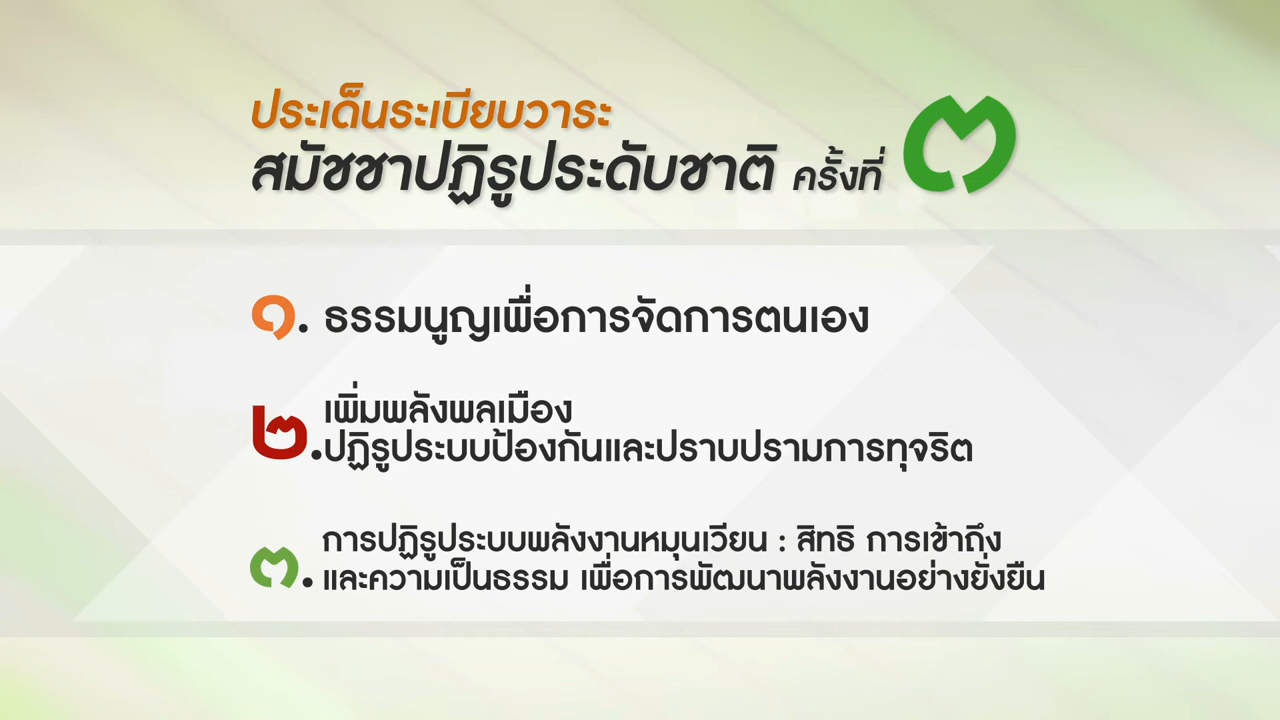 ประเด็นระเบียบวาระ
สมัชชาปฏิรูประดับชาติ ครั้งที่ ๓
๑. ธรรมนูญเพื่อการจัดการตนเอง
๒. เพิ่มพลังพลเมือง
ปฏิรูประบบป้องกันและปราบปรามการทุจริต
๓. การปฏิรูประบบพลังงานหมุนเวียน : สิทธิ การเข้าถึง
และความเป็นธรรม เพื่อการพัฒนาพลังงานอย่างยั่งยืน